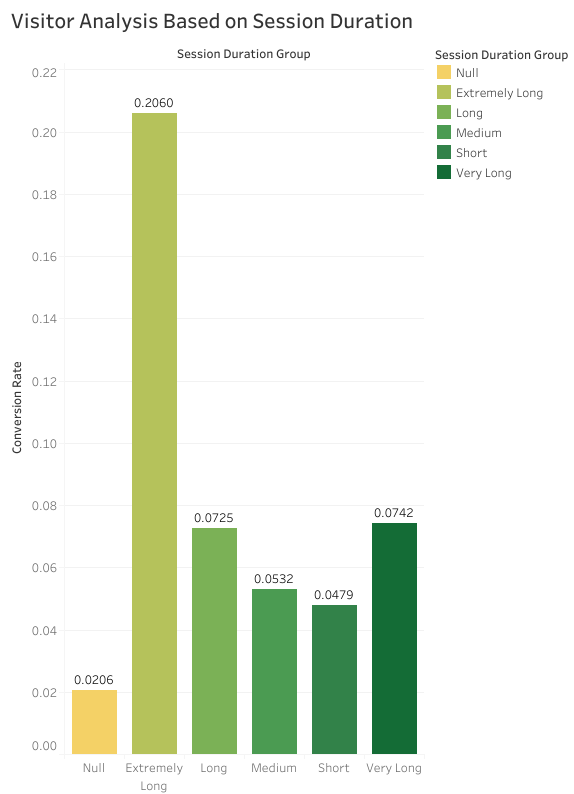 Visitor Analysis Based on Session Duration
Session Duration Group
Session Duration Group
Null
Extremely Long
Long
Medium
Short
Very Long
Conversion Rate
0.22
0.20
0.18
0.16
0.14
0.12
0.10
0.08
0.06
0.04
0.02
0.00
0.0206
0.2060
0.0725
0.0532
0.0479
0.0742
Null
Extremely
Long
Long
Medium
Short
Very Long